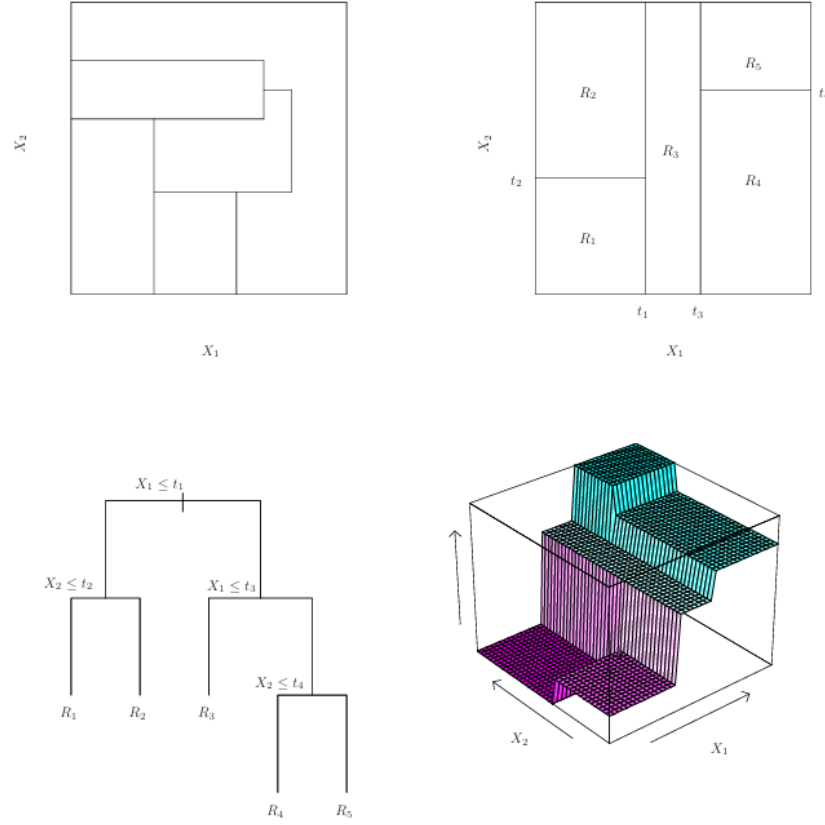 X₂
X₁
X₂
R₂
R₅
R₃
t₂
R₄
R₁
t₁
t₃
X₁
X₁ ≤ t₁
X₂ ≤ t₂
X₁ ≤ t₃
X₂ ≤ t₄
R₁
R₂
R₃
R₄
R₅
X₂
X₁